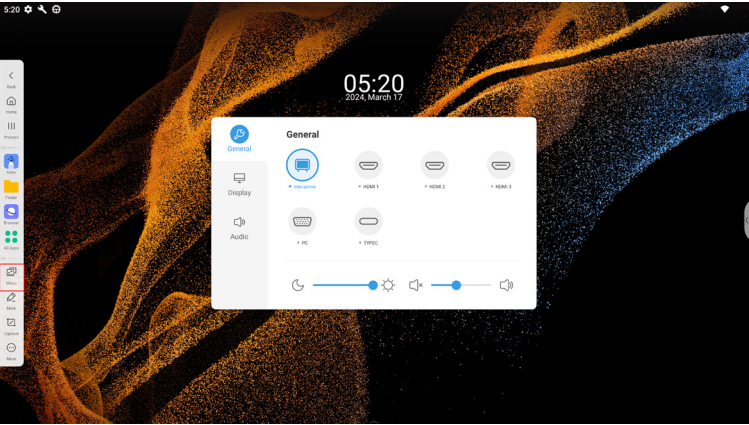 5:20
05:20
2024, March 17
Back
Home
Process
Note
Finder
Browser
All Apps
Menu
Mark
Capture
More
General
Display
Audio
General
Interactive
HDMI 1
HDMI 2
HDMI 3
PC
TYPEC